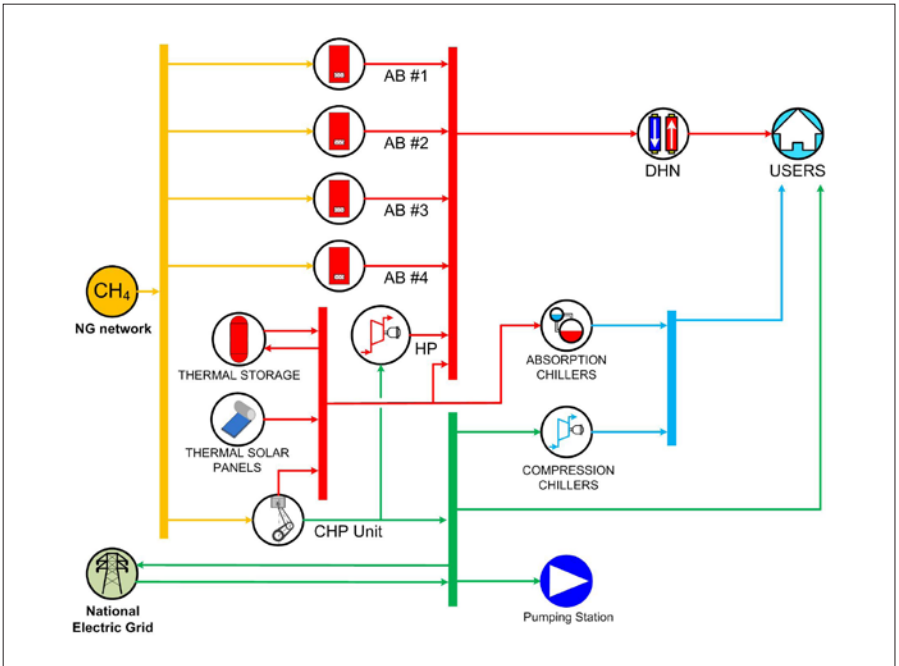 AB #1
AB #2
AB #3
AB #4
DHN
USERS
CH4
NG network
HP
THERMAL STORAGE
THERMAL SOLAR
PANELS
CHP Unit
ABSORPTION
CHILLERS
COMPRESSION
CHILLERS
National
Electric Grid
Pumping Station